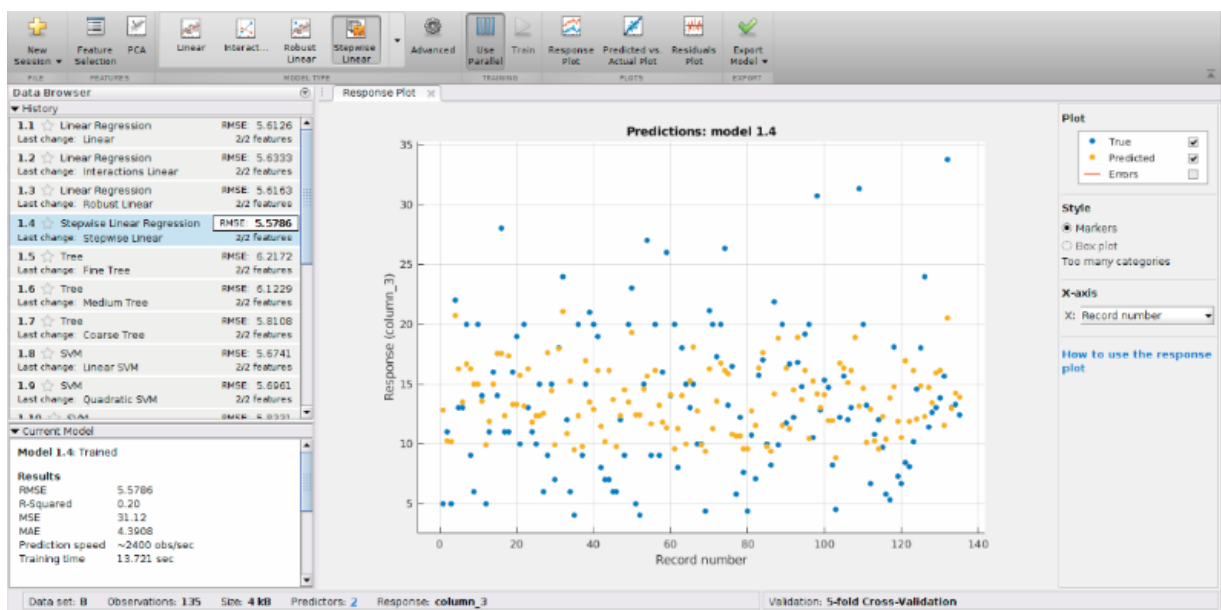 New Session
Feature Selection
PCA
Linear
Interact...
Robust Linear
Stepwise Linear
Advanced
Use Parallel
Train
Response Plot
Predicted vs. Actual Plot
Residuals Plot
Export Model
FILE
FEATURES
MODEL TYPE
TRAINING
PLOTS
EXPORT
Data Browser
History
1.1 Linear Regression RMSE: 5.6126
Last change: Linear 2/2 features
1.2 Linear Regression RMSE: 5.6333
Last change: Interactions Linear 2/2 features
1.3 Linear Regression RMSE: 5.6163
Last change: Robust Linear 2/2 features
1.4 Stepwise Linear Regression RMSE: 5.5786
Last change: Stepwise Linear 2/2 features
1.5 Tree RMSE: 6.2172
Last change: Fine Tree 2/2 features
1.6 Tree RMSE: 6.1229
Last change: Medium Tree 2/2 features
1.7 Tree RMSE: 5.8108
Last change: Coarse Tree 2/2 features
1.8 SVM RMSE: 5.6741
Last change: Linear SVM 2/2 features
1.9 SVM RMSE: 5.6961
Last change: Quadratic SVM 2/2 features
Current Model
Model 1.4: Trained
Results
RMSE 5.5786
R-Squared 0.20
MSE 31.12
MAE 4.3908
Prediction speed ~2400 obs/sec
Training time 13.721 sec
Response Plot
Predictions: model 1.4
Response (column_3)
35
30
25
20
15
10
5
0 20 40 60 80 100 120 140
Record number
Plot
True
Predicted
Errors
Style
Markers
Box plot
Too many categories
X-axis
X: Record number
How to use the response plot
Data set: B Observations: 135 Size: 4 kB Predictors: 2 Response: column_3 Validation: 5-fold Cross-Validation